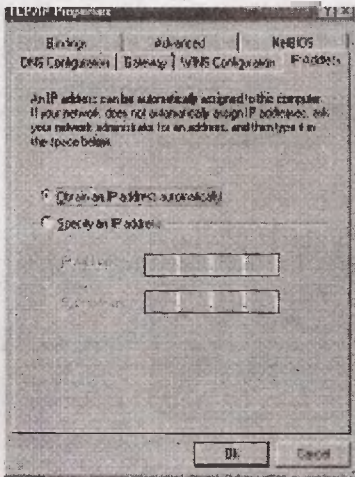 TCP/IP Properties
Bindings Advanced NetBIOS
DNS Configuration Gateway WINS Configuration IP Address
An IP address can be automatically assigned to this computer.
If your network does not automatically assign IP addresses, ask
your network administrator for an address, and then type it in
the space below.
Obtain an IP address automatically
Specify an IP address
OK Cancel